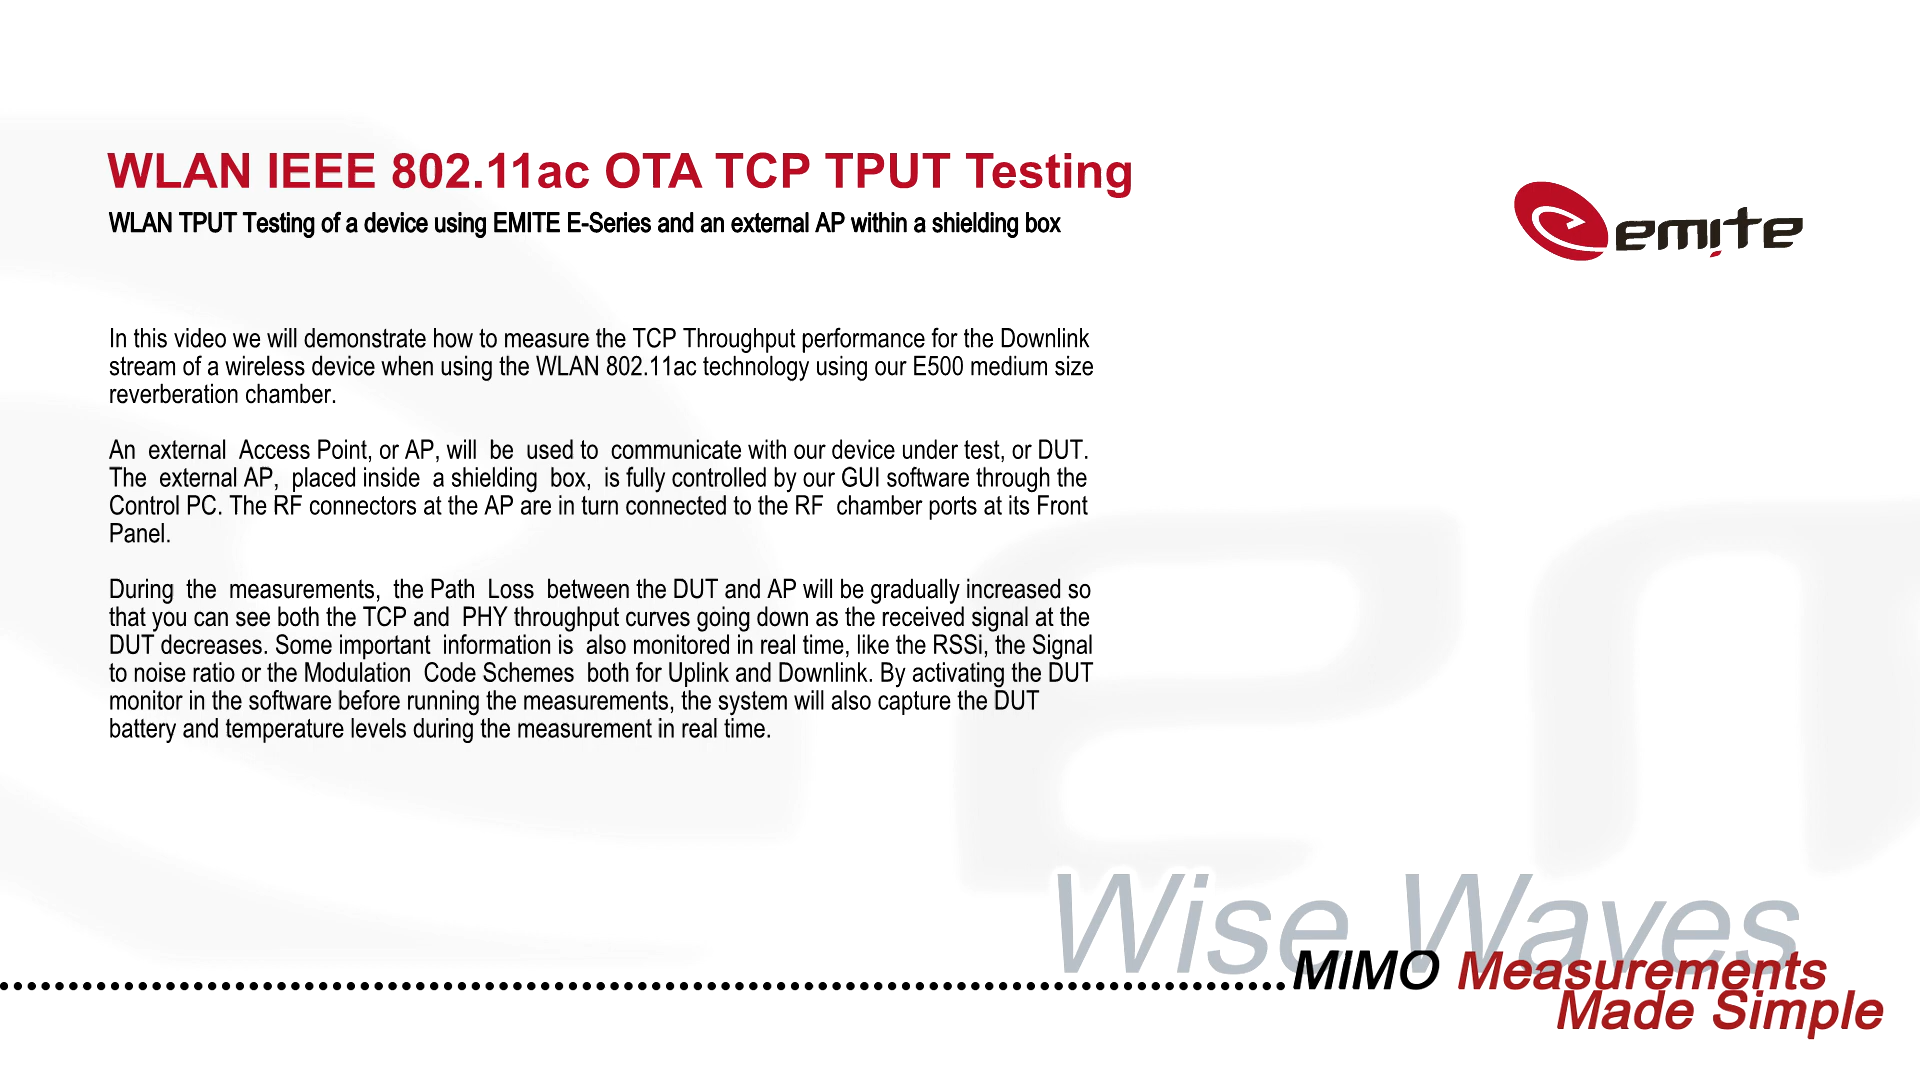 WLAN IEEE 802.11ac OTA TCP TPUT Testing
WLAN TPUT Testing of a device using EMITE E-Series and an external AP within a shielding box
emite
In this video we will demonstrate how to measure the TCP Throughput performance for the Downlink
stream of a wireless device when using the WLAN 802.11ac technology using our E500 medium size
reverberation chamber.
An external Access Point, or AP, will be used to communicate with our device under test, or DUT.
The external AP, placed inside a shielding box, is fully controlled by our GUI software through the
Control PC. The RF connectors at the AP are in turn connected to the RF chamber ports at its Front
Panel.
During the measurements, the Path Loss between the DUT and AP will be gradually increased so
that you can see both the TCP and PHY throughput curves going down as the received signal at the
DUT decreases. Some important information is also monitored in real time, like the RSSi, the Signal
to noise ratio or the Modulation Code Schemes both for Uplink and Downlink. By activating the DUT
monitor in the software before running the measurements, the system will also capture the DUT
battery and temperature levels during the measurement in real time.
Wise Waves
MIMO Measurements
Made Simple